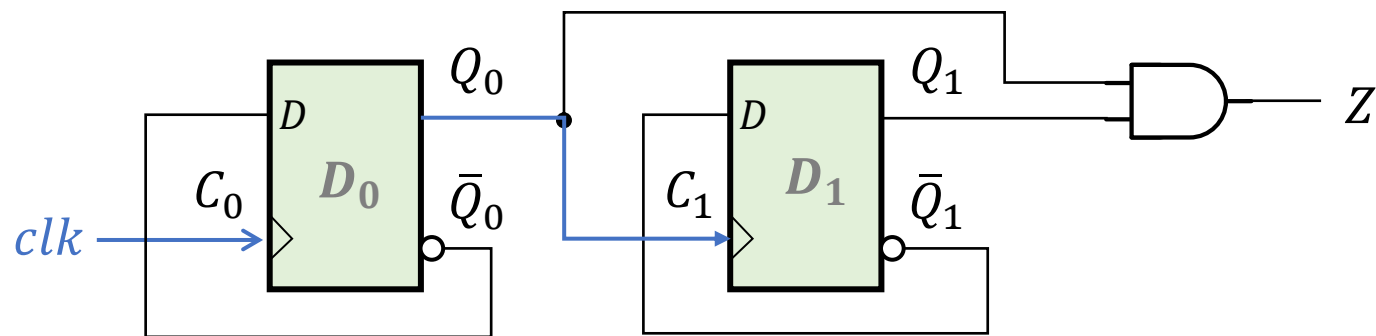 Q₀
Q₁
D
D
Z
D₀
D₁
C₀
Q̄₀
C₁
Q̄₁
clk